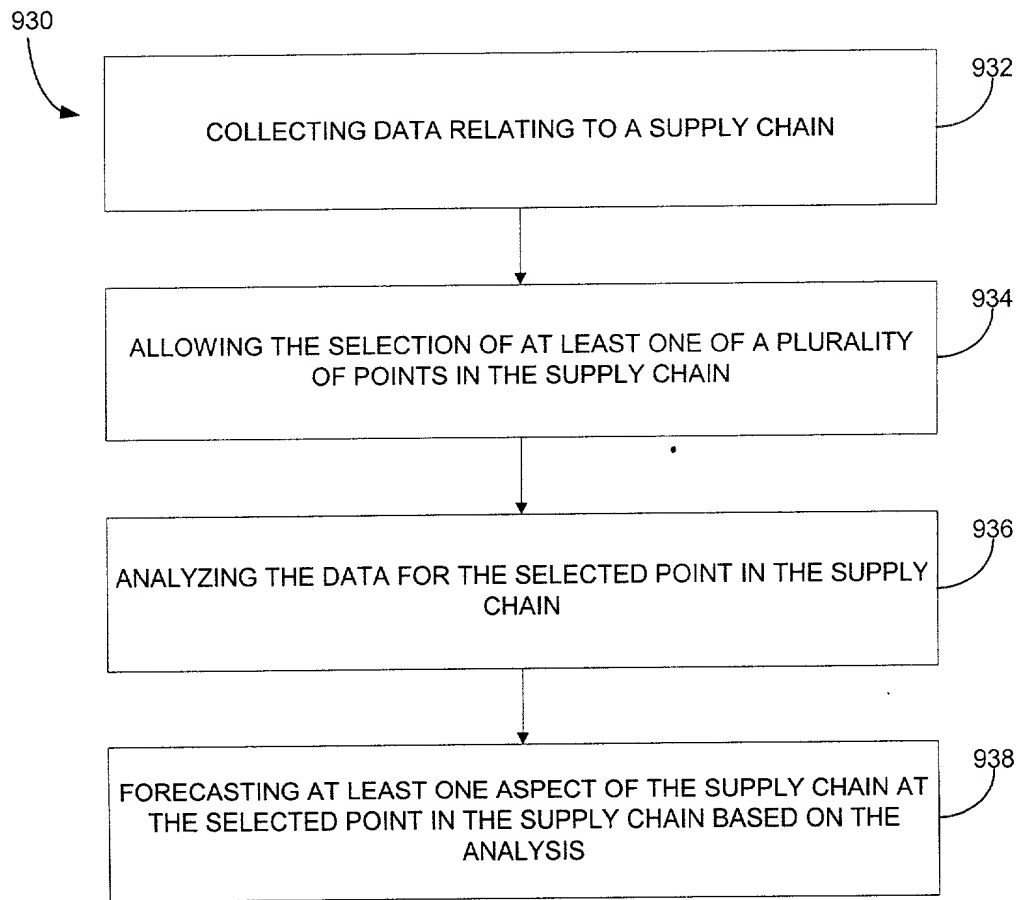 930
932
COLLECTING DATA RELATING TO A SUPPLY CHAIN
934
ALLOWING THE SELECTION OF AT LEAST ONE OF A PLURALITY
OF POINTS IN THE SUPPLY CHAIN
936
ANALYZING THE DATA FOR THE SELECTED POINT IN THE SUPPLY
CHAIN
938
FORECASTING AT LEAST ONE ASPECT OF THE SUPPLY CHAIN AT
THE SELECTED POINT IN THE SUPPLY CHAIN BASED ON THE
ANALYSIS